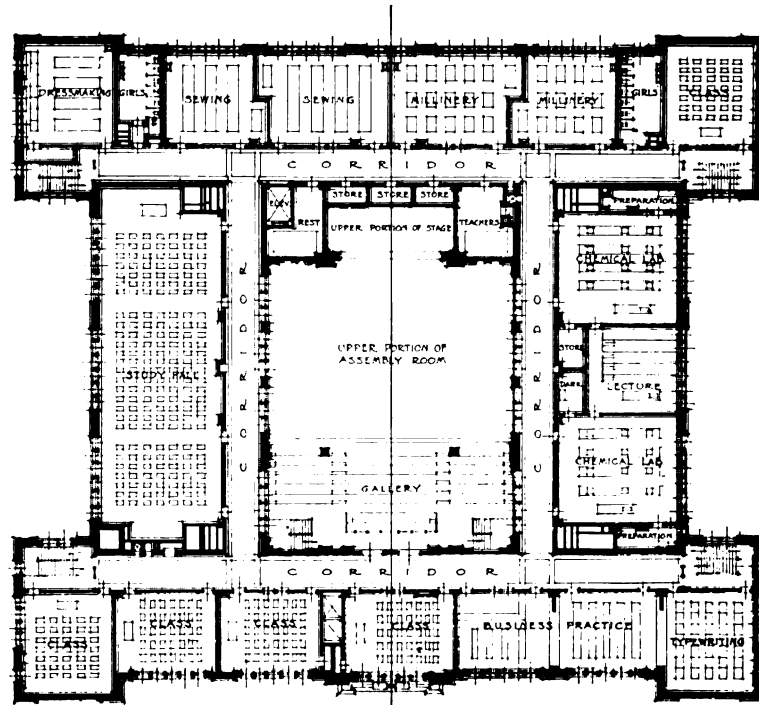 DRESSMAKING
GIRLS
SEWING
SEWING
MILLINERY
MILLINERY
GIRLS
CLASS
CORRIDOR
ELEV
REST
STORE
STORE
STORE
UPPER PORTION OF STAGE
TEACHERS
PREPARATION
CHEMICAL LAB
CORRIDOR
CORRIDOR
UPPER PORTION OF
ASSEMBLY ROOM
STUDY HALL
STORE
DARK
LECTURE
CHEMICAL LAB
GALLERY
PREPARATION
CORRIDOR
CLASS
CLASS
CLASS
CLASS
BUSINESS PRACTICE
TYPEWRITING